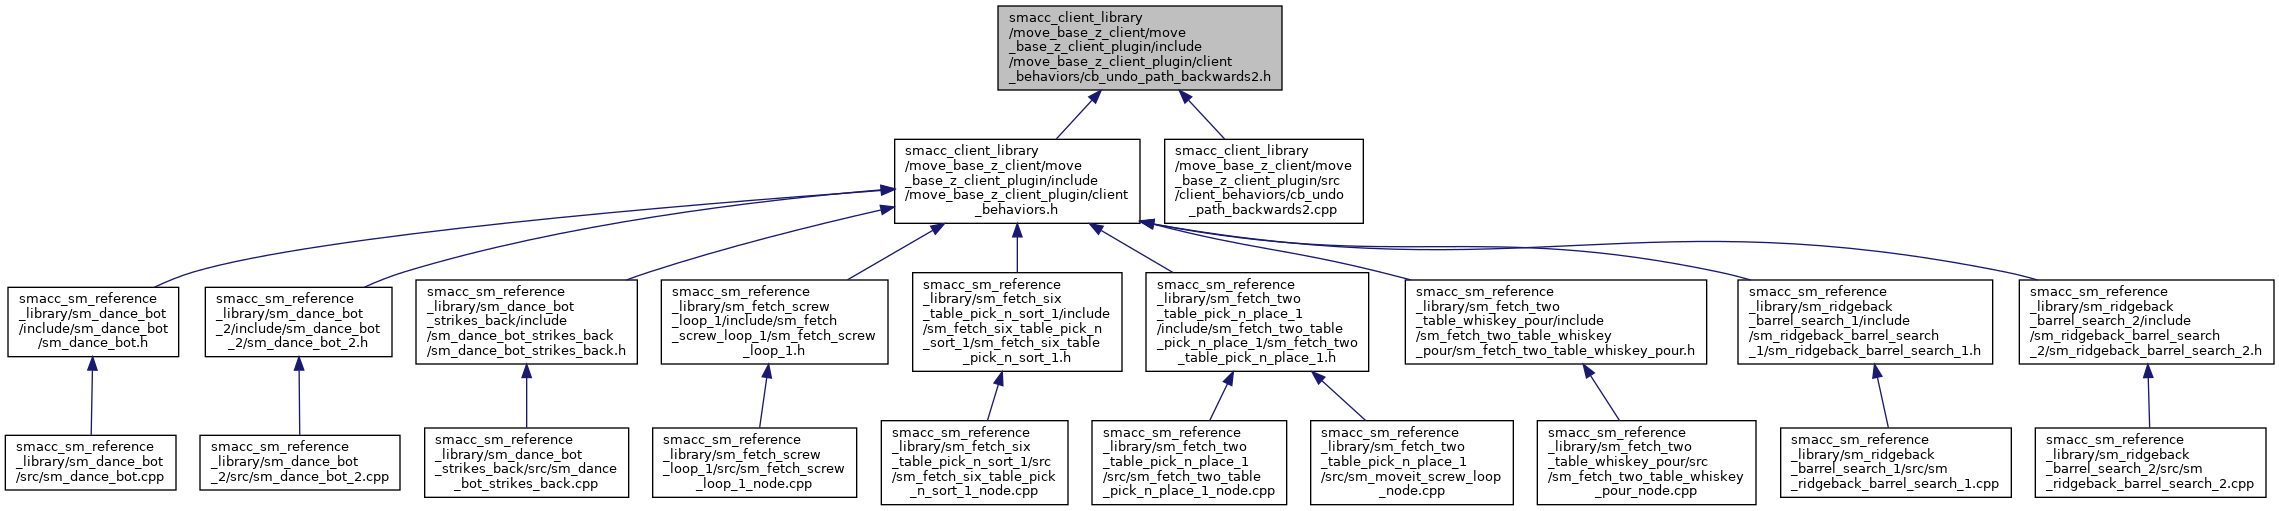 smacc_client_library
/move_base_z_client/move
_base_z_client_plugin/include
/move_base_z_client_plugin/client
_behaviors/cb_undo_path_backwards2.h
smacc_client_library
/move_base_z_client/move
_base_z_client_plugin/include
/move_base_z_client_plugin/client
_behaviors.h
smacc_client_library
/move_base_z_client/move
_base_z_client_plugin/src
/client_behaviors/cb_undo
_path_backwards2.cpp
smacc_sm_reference
_library/sm_dance_bot
/include/sm_dance_bot
/sm_dance_bot.h
smacc_sm_reference
_library/sm_dance_bot
_2/include/sm_dance_bot
_2/sm_dance_bot_2.h
smacc_sm_reference
_library/sm_dance_bot
_strikes_back/include
/sm_dance_bot_strikes_back
/sm_dance_bot_strikes_back.h
smacc_sm_reference
_library/sm_fetch_screw
_loop_1/include/sm_fetch
_screw_loop_1/sm_fetch_screw
_loop_1.h
smacc_sm_reference
_library/sm_fetch_six
_table_pick_n_sort_1/include
/sm_fetch_six_table_pick_n
_sort_1/sm_fetch_six_table
_pick_n_sort_1.h
smacc_sm_reference
_library/sm_fetch_two
_table_pick_n_place_1
/include/sm_fetch_two_table
_pick_n_place_1/sm_fetch_two
_table_pick_n_place_1.h
smacc_sm_reference
_library/sm_fetch_two
_table_whiskey_pour/include
/sm_fetch_two_table_whiskey
_pour/sm_fetch_two_table_whiskey_pour.h
smacc_sm_reference
_library/sm_ridgeback
_barrel_search_1/include
/sm_ridgeback_barrel_search
_1/sm_ridgeback_barrel_search_1.h
smacc_sm_reference
_library/sm_ridgeback
_barrel_search_2/include
/sm_ridgeback_barrel_search
_2/sm_ridgeback_barrel_search_2.h
smacc_sm_reference
_library/sm_dance_bot
/src/sm_dance_bot.cpp
smacc_sm_reference
_library/sm_dance_bot
_2/src/sm_dance_bot_2.cpp
smacc_sm_reference
_library/sm_dance_bot
_strikes_back/src/sm_dance
_bot_strikes_back.cpp
smacc_sm_reference
_library/sm_fetch_screw
_loop_1/src/sm_fetch_screw
_loop_1_node.cpp
smacc_sm_reference
_library/sm_fetch_six
_table_pick_n_sort_1/src
/sm_fetch_six_table_pick
_n_sort_1_node.cpp
smacc_sm_reference
_library/sm_fetch_two
_table_pick_n_place_1
/src/sm_fetch_two_table
_pick_n_place_1_node.cpp
smacc_sm_reference
_library/sm_fetch_two
_table_pick_n_place_1
/src/sm_moveit_screw_loop
_node.cpp
smacc_sm_reference
_library/sm_fetch_two
_table_whiskey_pour/src
/sm_fetch_two_table_whiskey
_pour_node.cpp
smacc_sm_reference
_library/sm_ridgeback
_barrel_search_1/src/sm
_ridgeback_barrel_search_1.cpp
smacc_sm_reference
_library/sm_ridgeback
_barrel_search_2/src/sm
_ridgeback_barrel_search_2.cpp